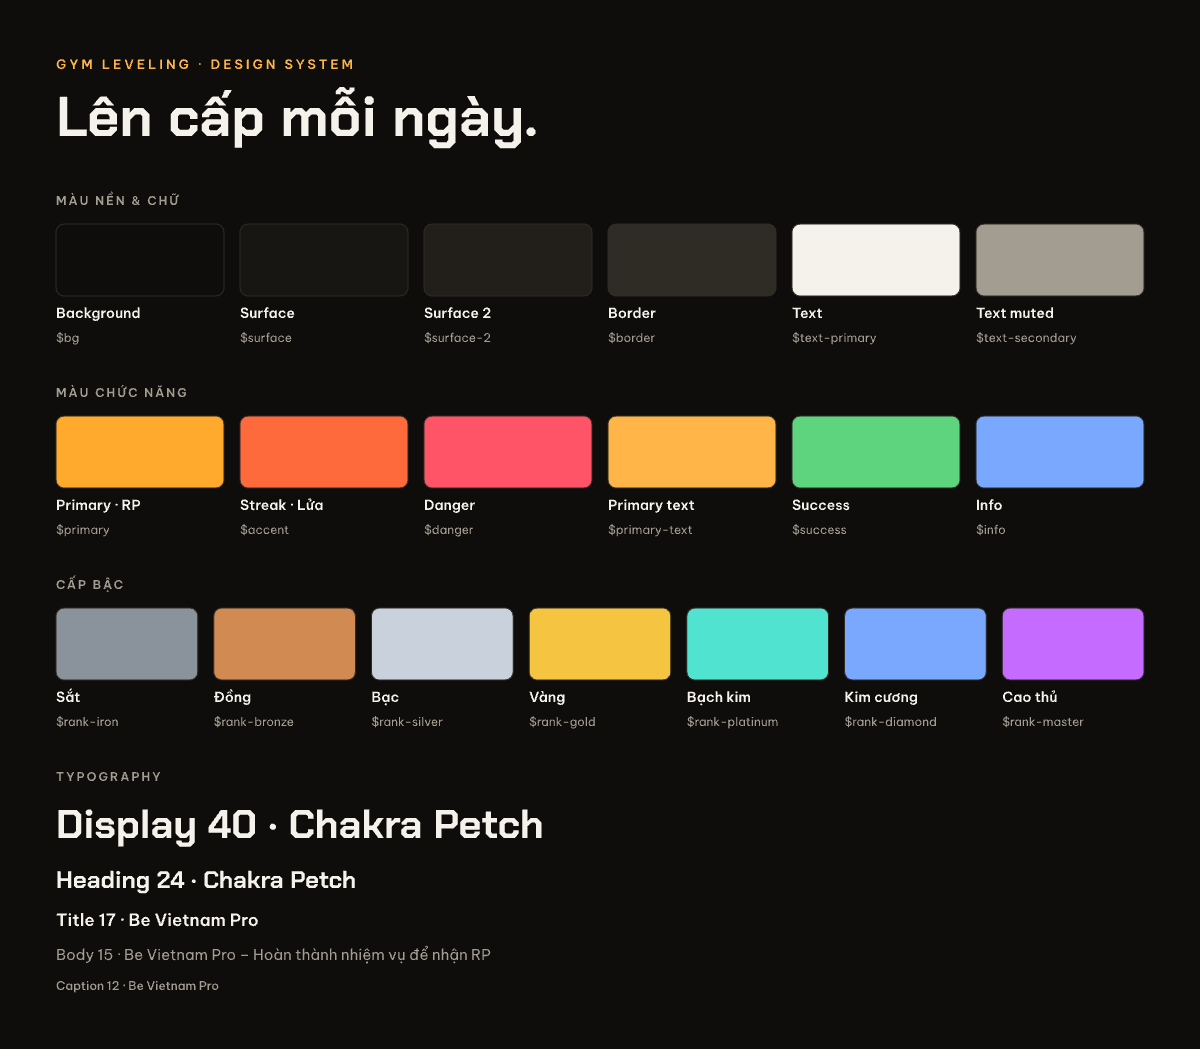 GYM LEVELING · DESIGN SYSTEM
Lên cấp mỗi ngày.
MÀU NỀN & CHỮ
Background
Surface
Surface 2
Border
Text
Text muted
$bg
$surface
$surface-2
$border
$text-primary
$text-secondary
MÀU CHỨC NĂNG
Primary · RP
Streak · Lửa
Danger
Primary text
Success
Info
$primary
$accent
$danger
$primary-text
$success
$info
CẤP BẬC
Sắt
Đồng
Bạc
Vàng
Bạch kim
Kim cương
Cao thủ
$rank-iron
$rank-bronze
$rank-silver
$rank-gold
$rank-platinum
$rank-diamond
$rank-master
TYPOGRAPHY
Display 40 · Chakra Petch
Heading 24 · Chakra Petch
Title 17 · Be Vietnam Pro
Body 15 · Be Vietnam Pro – Hoàn thành nhiệm vụ để nhận RP
Caption 12 · Be Vietnam Pro